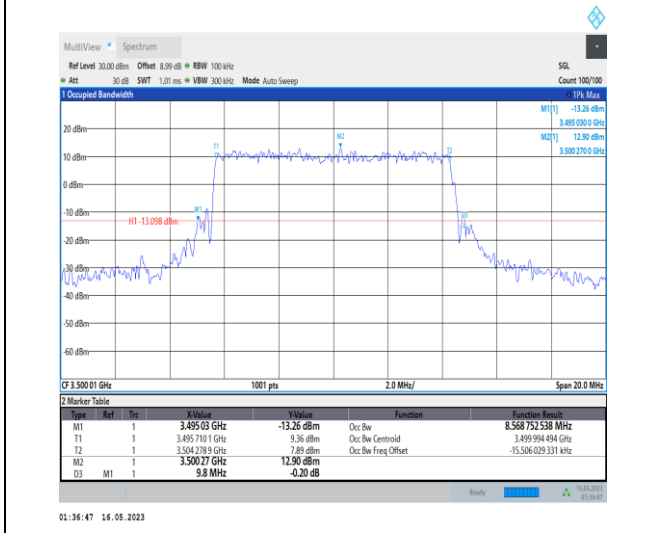 MultiView Spectrum
Ref Level 30.00 dBm Offset 8.99 dB RBW 100 kHz SGL
Att 30 dB SWT 1.01 ms VBW 300 kHz Mode Auto Sweep Count 100/100
1 Occupied Bandwidth 1Pk Max
M1[1] -13.26 dBm
3.495 030 0 GHz
20 dBm M2[1] 12.90 dBm
3.500 270 0 GHz
M2
T1 T2
10 dBm
0 dBm
-10 dBm
M1
H1 -13.098 dBm
-20 dBm
-30 dBm
-40 dBm
-50 dBm
-60 dBm
CF 3.500 01 GHz 1001 pts 2.0 MHz/ Span 20.0 MHz
2 Marker Table
Type Ref Trc X-Value Y-Value Function Function Result
M1 1 3.495 03 GHz -13.26 dBm Occ Bw 8.568 752 538 MHz
T1 1 3.495 710 1 GHz 9.36 dBm Occ Bw Centroid 3.499 994 494 GHz
T2 1 3.504 278 9 GHz 7.89 dBm Occ Bw Freq Offset -15.506 029 331 kHz
M2 1 3.500 27 GHz 12.90 dBm
D3 M1 1 9.8 MHz -0.20 dB
Ready 16.05.2023
01:36:47
01:36:47 16.05.2023